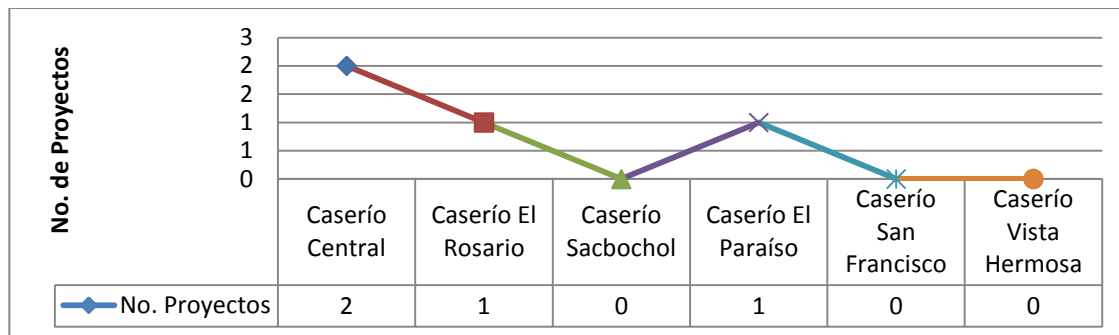 No. de Proyectos
3
2
2
1
1
0
Caserío Central
Caserío El Rosario
Caserío Sacbochol
Caserío El Paraíso
Caserío San Francisco
Caserío Vista Hermosa
No. Proyectos 2 1 0 1 0 0